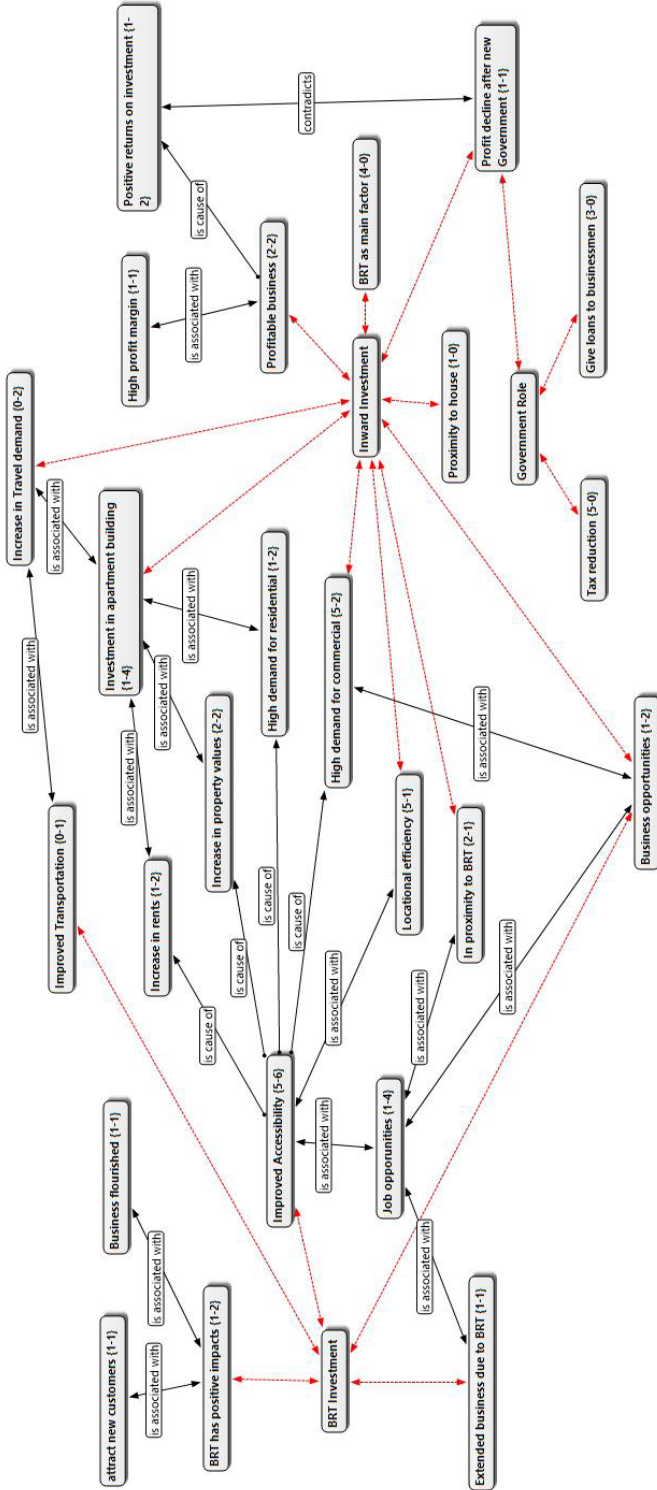 Increase in Travel demand {0-2}
is associated with
Improved Transportation {0-1}
is associated with
Positive returns on investment {1-
2}
attract new customers {1-1}
Business flourished {1-1}
is associated with
is associated with
Investment in apartment building
{1-4}
High profit margin {1-1}
is associated with
is cause of
Increase in rents {1-2}
is associated with
is associated with
is associated with
BRT has positive impacts {1-2}
is cause of
Increase in property values {2-2}
is cause of
High demand for residential {1-2}
Profitable business {2-2}
Improved Accessibility {5-6}
is cause of
is cause of
contradicts
BRT Investment
is associated with
is associated with
High demand for commercial {5-2}
Inward Investment
BRT as main factor {4-0}
Job opporunities {1-4}
Locational efficiency {5-1}
is associated with
is associated with
In proximity to BRT {2-1}
Proximity to house {1-0}
Extended business due to BRT {1-1}
is associated with
is associated with
Profit decline after new
Government {1-1}
Government Role
Tax reduction {5-0}
Give loans to businessmen {3-0}
Business opportunities {1-2}